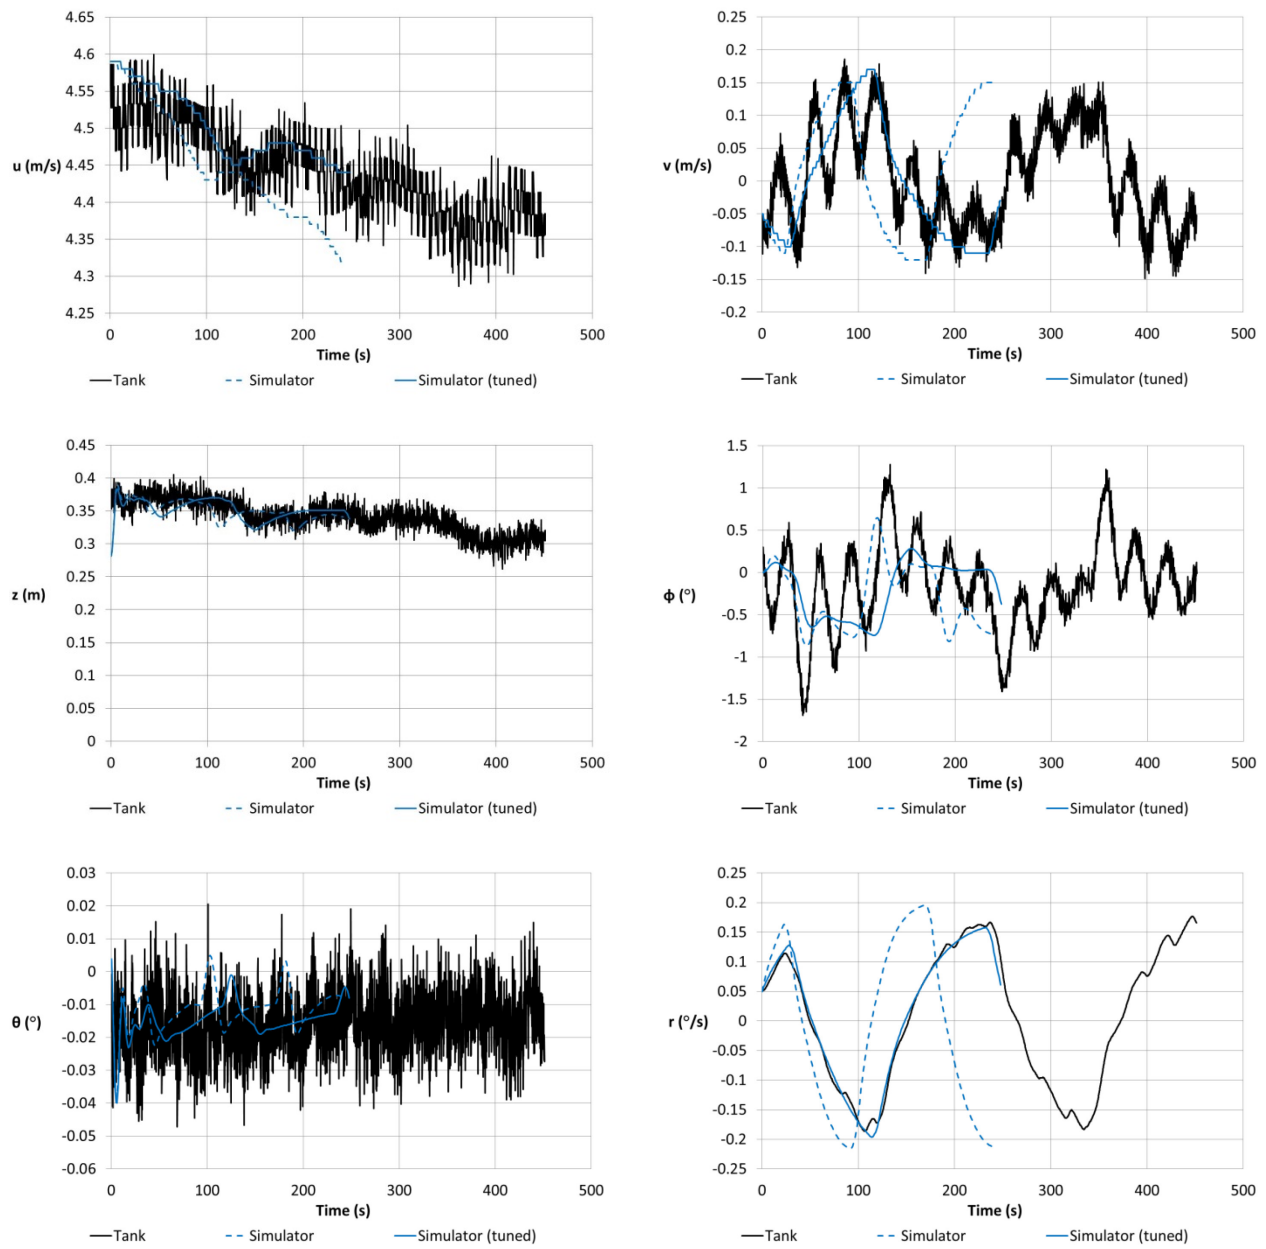 4.65
4.6
4.55
4.5
u (m/s) 4.45
4.4
4.35
4.3
4.25
0 100 200 300 400 500
Time (s)
Tank Simulator Simulator (tuned)
0.25
0.2
0.15
0.1
0.05
v (m/s)
0
-0.05
-0.1
-0.15
-0.2
0 100 200 300 400 500
Time (s)
Tank Simulator Simulator (tuned)
0.45
0.4
0.35
0.3
0.25
z (m)
0.2
0.15
0.1
0.05
0
0 100 200 300 400 500
Time (s)
Tank Simulator Simulator (tuned)
1.5
1
0.5
0
ϕ (°)
-0.5
-1
-1.5
-2
0 100 200 300 400 500
Time (s)
Tank Simulator Simulator (tuned)
0.03
0.02
0.01
0
-0.01
θ (°)
-0.02
-0.03
-0.04
-0.05
-0.06
0 100 200 300 400 500
Time (s)
Tank Simulator Simulator (tuned)
0.25
0.2
0.15
0.1
0.05
r (°/s) 0
-0.05
-0.1
-0.15
-0.2
-0.25
0 100 200 300 400 500
Time (s)
Tank Simulator Simulator (tuned)